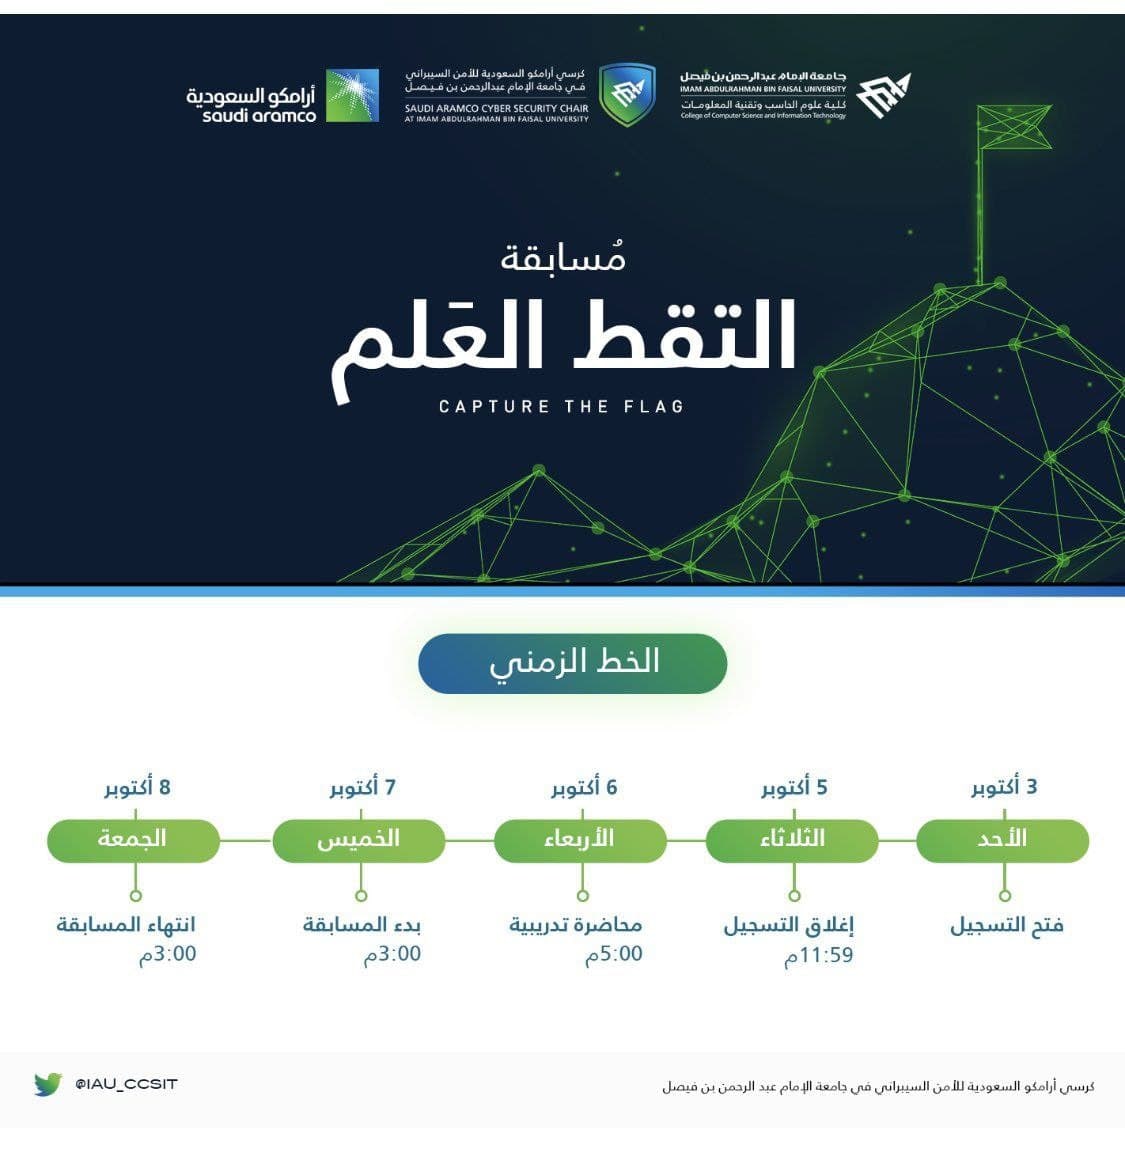 جامعة الإمام عبدالرحمن بن فيصل
IMAM ABDULRAHMAN BIN FAISAL UNIVERSITY
كلية علوم الحاسب وتقنية المعلومات
College of Computer Science and Information Technology
كرسي أرامكو السعودية للأمن السيبراني
في جامعة الإمام عبدالرحمن بن فيصل
SAUDI ARAMCO CYBER SECURITY CHAIR
AT IMAM ABDULRAHMAN BIN FAISAL UNIVERSITY
أرامكو السعودية
saudi aramco
مُسابقة
التقط العَلم
CAPTURE THE FLAG
الخط الزمني
3 أكتوبر
الأحد
فتح التسجيل
5 أكتوبر
الثلاثاء
إغلاق التسجيل
11:59م
6 أكتوبر
الأربعاء
محاضرة تدريبية
5:00م
7 أكتوبر
الخميس
بدء المسابقة
3:00م
8 أكتوبر
الجمعة
انتهاء المسابقة
3:00م
كرسي أرامكو السعودية للأمن السيبراني في جامعة الإمام عبد الرحمن بن فيصل
@IAU_CCSIT